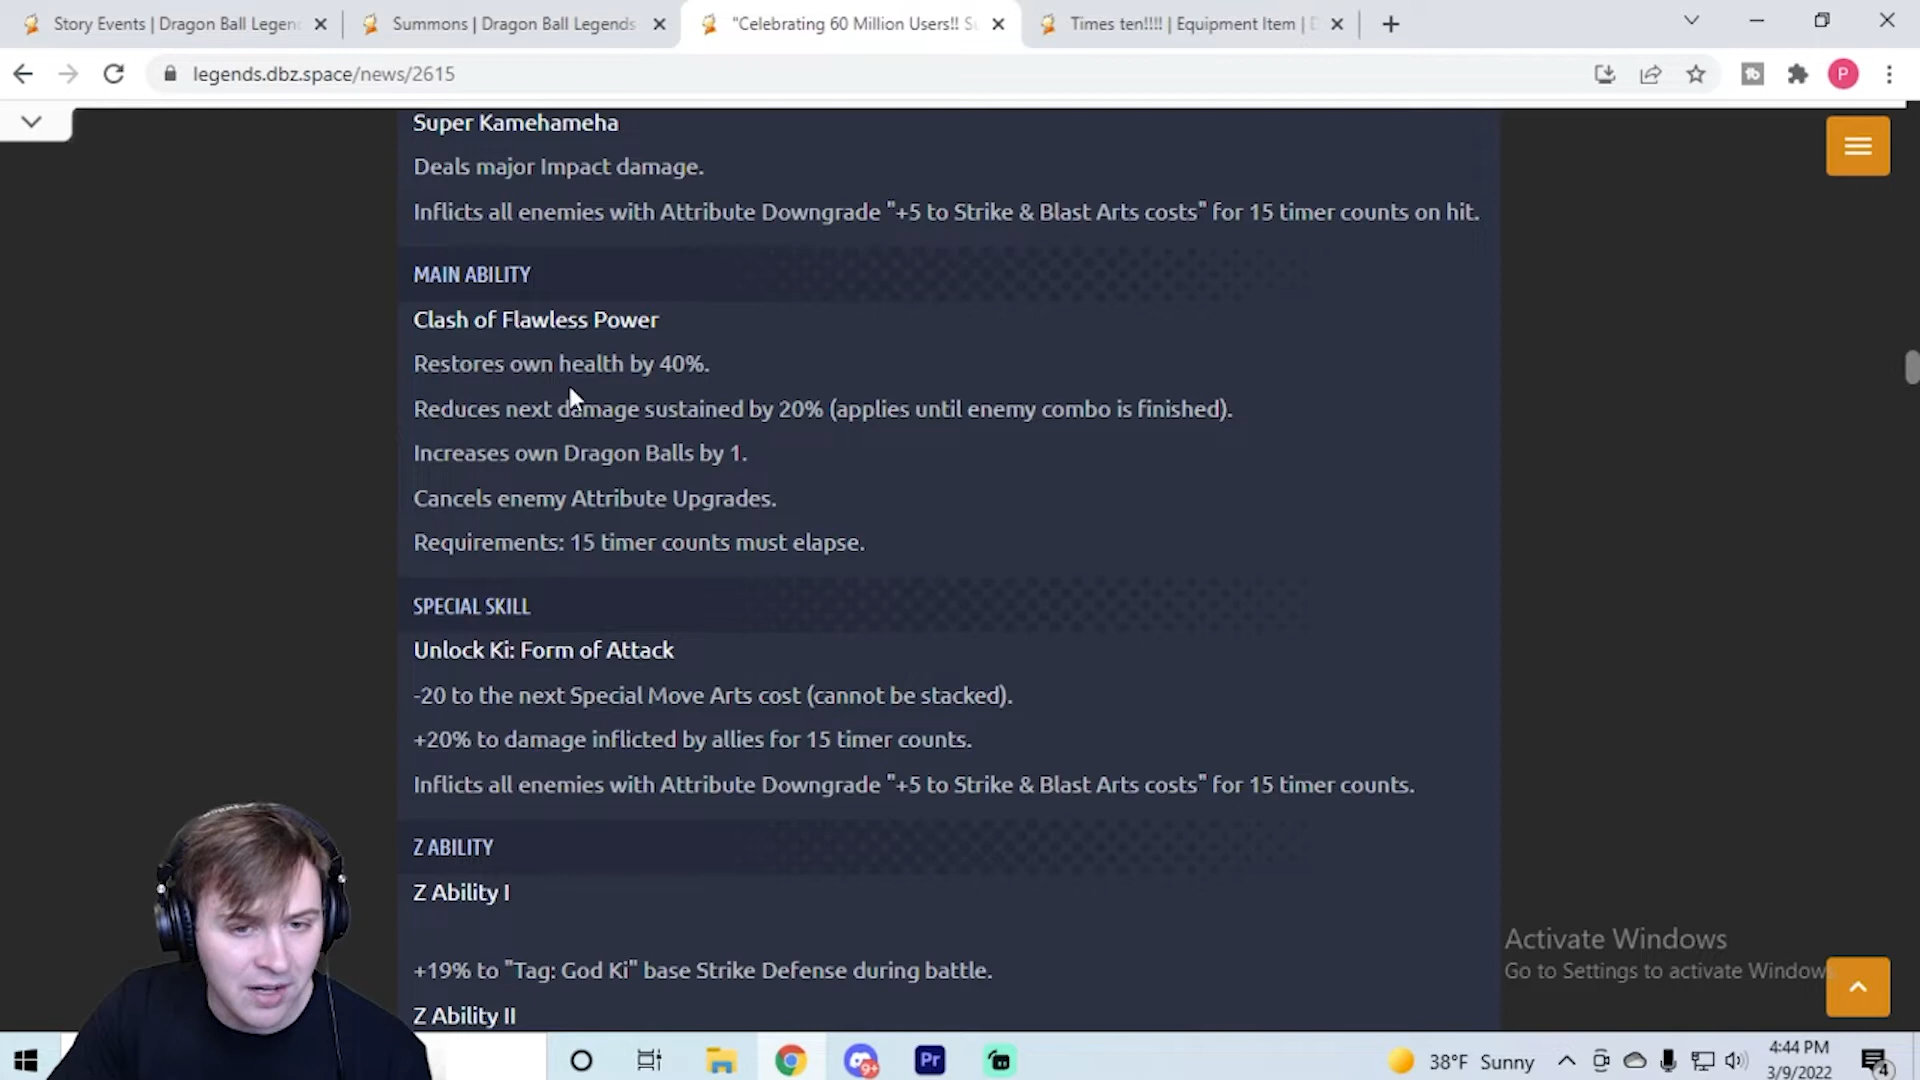 Story Events | Dragon Ball Legen
Summons | Dragon Ball Legends
"Celebrating 60 Million Users!! Su
Times ten!!!! | Equipment Item | D
legends.dbz.space/news/2615
P
Super Kamehameha
Deals major Impact damage.
Inflicts all enemies with Attribute Downgrade "+5 to Strike & Blast Arts costs" for 15 timer counts on hit.
MAIN ABILITY
Clash of Flawless Power
Restores own health by 40%.
Reduces next damage sustained by 20% (applies until enemy combo is finished).
Increases own Dragon Balls by 1.
Cancels enemy Attribute Upgrades.
Requirements: 15 timer counts must elapse.
SPECIAL SKILL
Unlock Ki: Form of Attack
-20 to the next Special Move Arts cost (cannot be stacked).
+20% to damage inflicted by allies for 15 timer counts.
Inflicts all enemies with Attribute Downgrade "+5 to Strike & Blast Arts costs" for 15 timer counts.
Z ABILITY
Z Ability I
+19% to "Tag: God Ki" base Strike Defense during battle.
Z Ability II
Activate Windows
Go to Settings to activate Window
9+
Pr
38°F Sunny
4:44 PM
3/9/2022
4